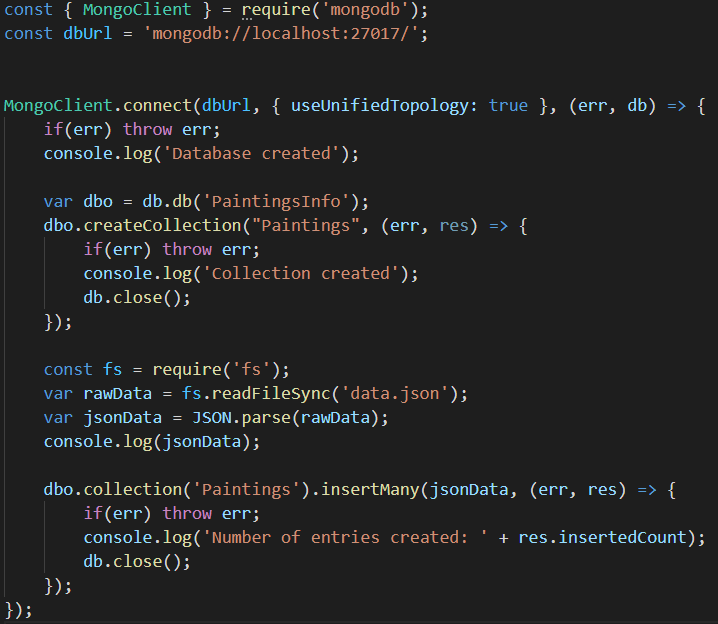 const { MongoClient } = require('mongodb');
const dbUrl = 'mongodb://localhost:27017/';
MongoClient.connect(dbUrl, { useUnifiedTopology: true }, (err, db) => {
if(err) throw err;
console.log('Database created');
var dbo = db.db('PaintingsInfo');
dbo.createCollection("Paintings", (err, res) => {
if(err) throw err;
console.log('Collection created');
db.close();
});
const fs = require('fs');
var rawData = fs.readFileSync('data.json');
var jsonData = JSON.parse(rawData);
console.log(jsonData);
dbo.collection('Paintings').insertMany(jsonData, (err, res) => {
if(err) throw err;
console.log('Number of entries created: ' + res.insertedCount);
db.close();
});
});